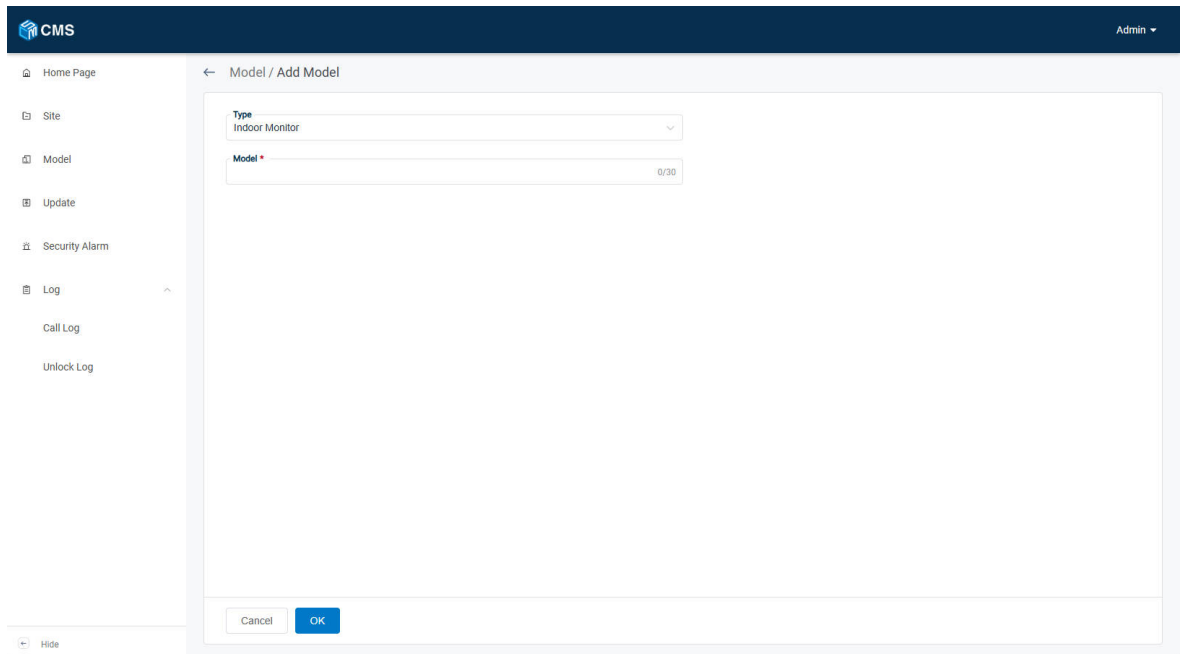 CMS
Admin
Home Page
Site
Model
Update
Security Alarm
Log
Call Log
Unlock Log
Hide
Model / Add Model
Type
Indoor Monitor
Model *
0/30
Cancel
OK